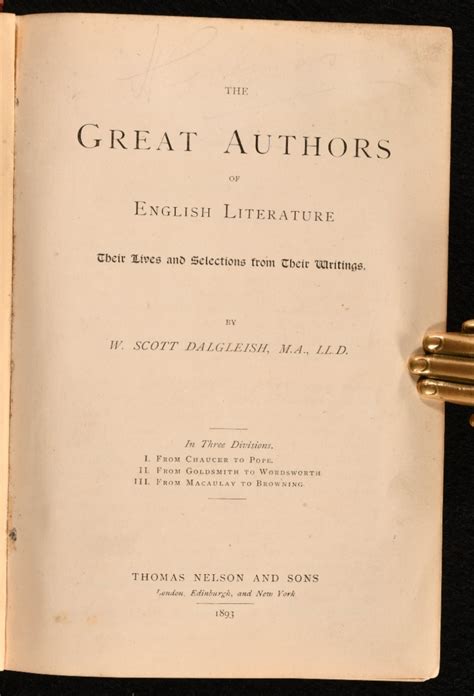 THE
GREAT AUTHORS
OF
ENGLISH LITERATURE
Their Lives and Selections from Their Writings.
BY
W. SCOTT DALGLEISH, M.A., LL.D.
In Three Divisions.
I. FROM CHAUCER TO POPE.
II. FROM GOLDSMITH TO WORDSWORTH
III. FROM MACAULAY TO BROWNING.
THOMAS NELSON AND SONS
London, Edinburgh, and New York
1893